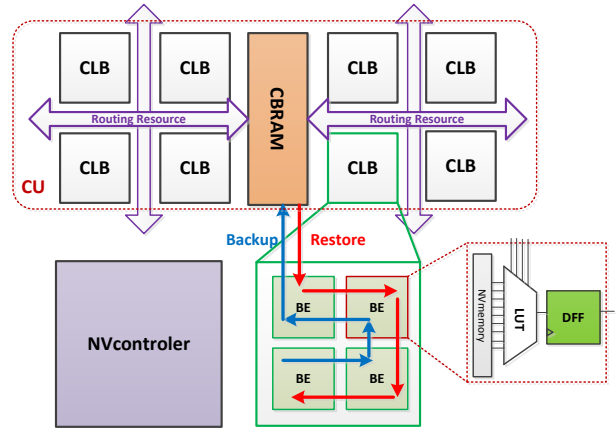 CLB
CLB
CBRAM
CLB
CLB
Routing Resource
Routing Resource
CLB
CLB
CLB
CLB
CU
Backup
Restore
NVcontroler
BE
BE
BE
BE
NVmemory
LUT
DFF